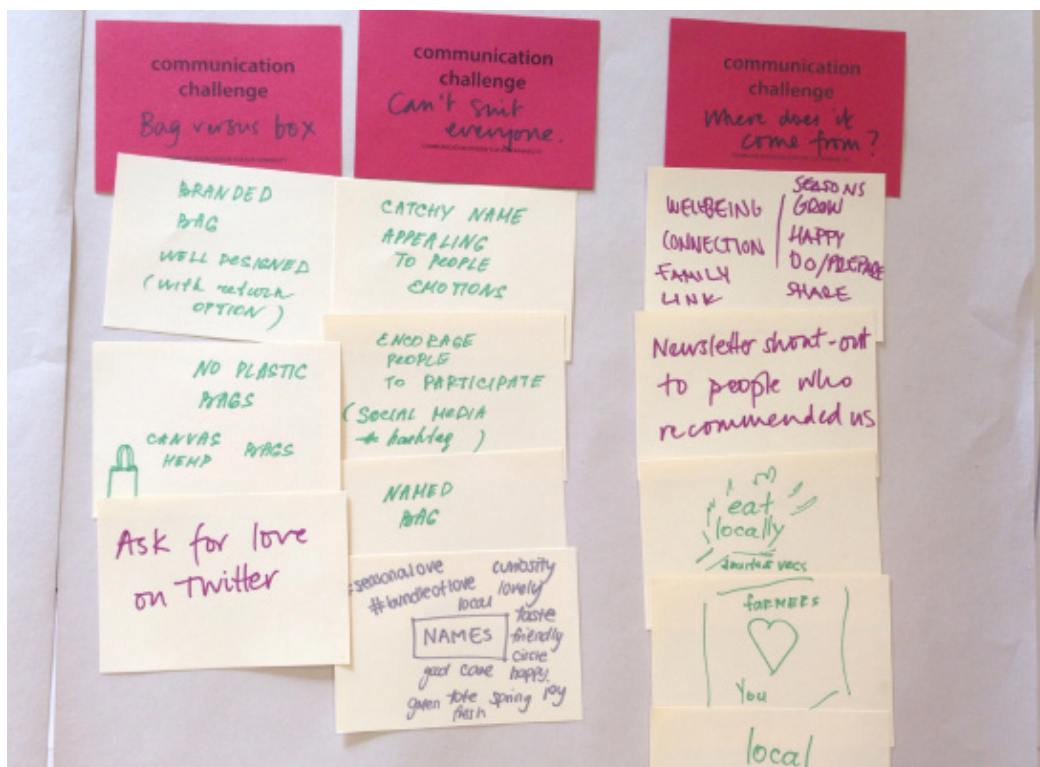 communication
challenge
Bag versus box
BRANDED
BAG
WELL DESIGNED
(with return
OPTION)
NO PLASTIC
BAGS
CANVAS
HEMP BAGS
Ask for love
on Twitter
communication
challenge
Can't suit
everyone.
CATCHY NAME
APPEALING
TO PEOPLE
EMOTIONS
ENCORAGE
PEOPLE
TO PARTICIPATE
(SOCIAL MEDIA
hashtag)
NAMED
BAG
#seasonalove
#bundleoflove
curiosity
lovely
local
taste
NAMES
friendly
circle
good care happy.
green tote spring joy
fresh
communication
challenge
Where does it
come from?
WELLBEING
CONNECTION
FAMILY
LINK
SEASONS
GROW
HAPPY
DO/PREPARE
SHARE
Newsletter shout-out
to people who
recommended us
eat
locally
FARMERS
You
local